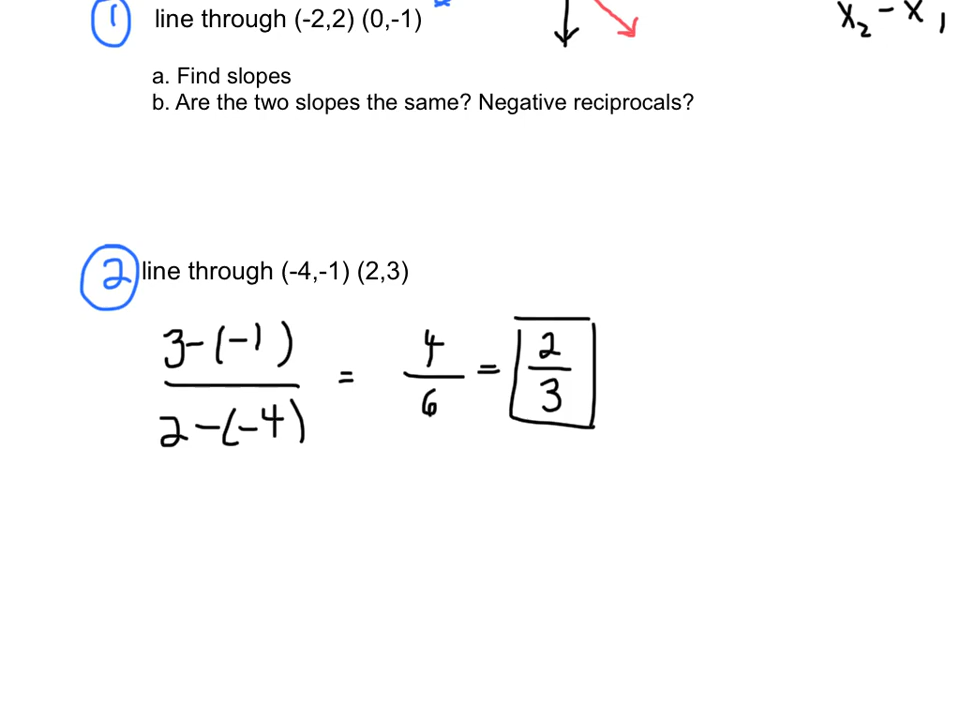 1 line through (-2,2) (0,-1)
x₂ - x₁
a. Find slopes
b. Are the two slopes the same? Negative reciprocals?
2 line through (-4,-1) (2,3)
3-(-1)
2-(-4)
= 4/6 = 2/3